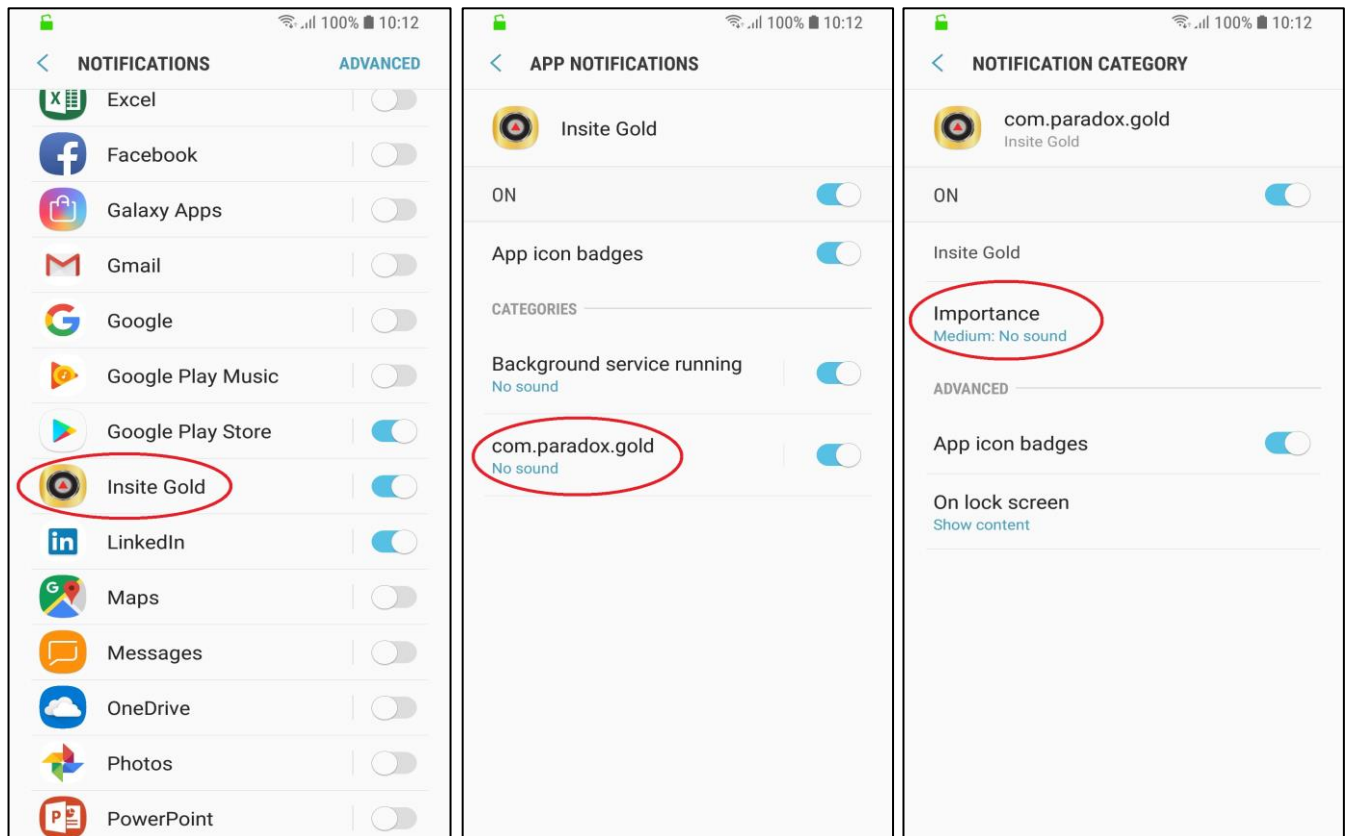 100% 10:12
NOTIFICATIONS ADVANCED
Excel
Facebook
Galaxy Apps
Gmail
Google
Google Play Music
Google Play Store
Insite Gold
LinkedIn
Maps
Messages
OneDrive
Photos
PowerPoint
100% 10:12
APP NOTIFICATIONS
Insite Gold
ON
App icon badges
CATEGORIES
Background service running
No sound
com.paradox.gold
No sound
100% 10:12
NOTIFICATION CATEGORY
com.paradox.gold
Insite Gold
ON
Insite Gold
Importance
Medium: No sound
ADVANCED
App icon badges
On lock screen
Show content